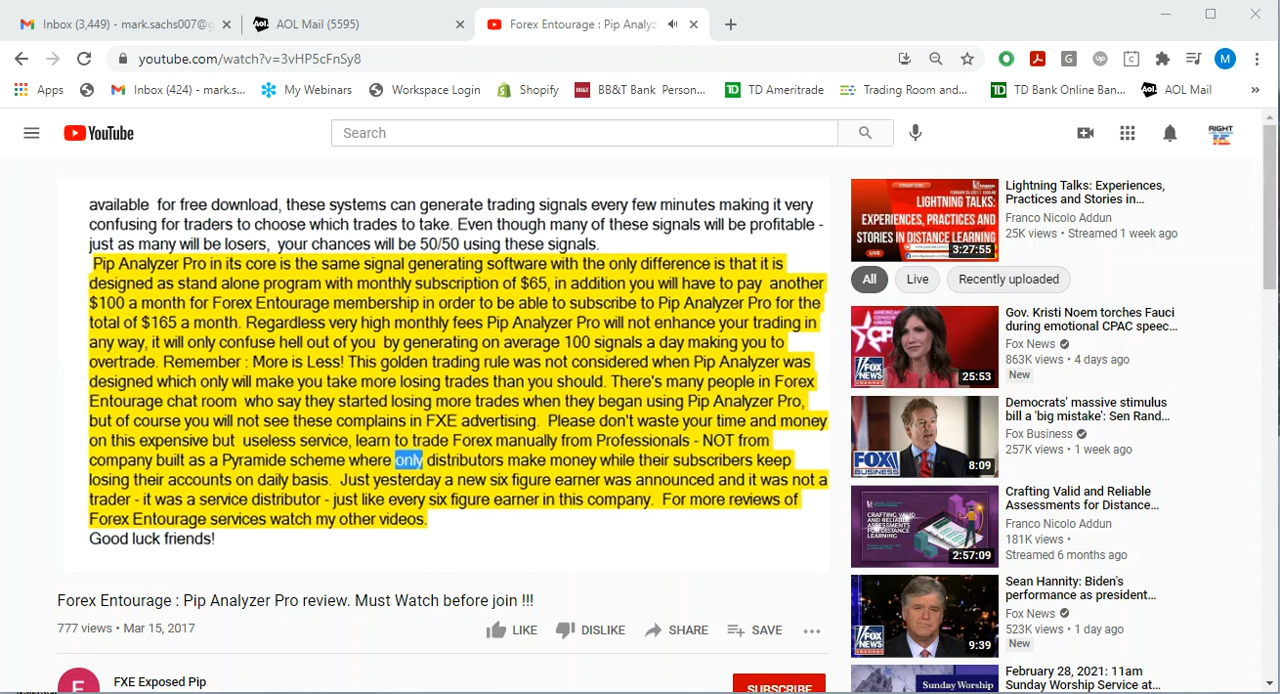 Inbox (3,449) - mark.sachs007@g
AOL Mail (5595)
Forex Entourage : Pip Analyz
youtube.com/watch?v=3vHP5cFnSy8
Apps
Inbox (424) - mark.s...
My Webinars
Workspace Login
Shopify
BB&T Bank Person...
TD Ameritrade
Trading Room and...
TD Bank Online Ban...
AOL Mail
YouTube
Search
RIGHT
available for free download, these systems can generate trading signals every few minutes making it very
confusing for traders to choose which trades to take. Even though many of these signals will be profitable -
just as many will be losers, your chances will be 50/50 using these signals.
Pip Analyzer Pro in its core is the same signal generating software with the only difference is that it is
designed as stand alone program with monthly subscription of $65, in addition you will have to pay another
$100 a month for Forex Entourage membership in order to be able to subscribe to Pip Analyzer Pro for the
total of $165 a month. Regardless very high monthly fees Pip Analyzer Pro will not enhance your trading in
any way, it will only confuse hell out of you by generating on average 100 signals a day making you to
overtrade. Remember : More is Less! This golden trading rule was not considered when Pip Analyzer was
designed which only will make you take more losing trades than you should. There's many people in Forex
Entourage chat room who say they started losing more trades when they began using Pip Analyzer Pro,
but of course you will not see these complains in FXE advertising. Please don't waste your time and money
on this expensive but useless service, learn to trade Forex manually from Professionals - NOT from
company built as a Pyramide scheme where only distributors make money while their subscribers keep
losing their accounts on daily basis. Just yesterday a new six figure earner was announced and it was not a
trader - it was a service distributor - just like every six figure earner in this company. For more reviews of
Forex Entourage services watch my other videos.
Good luck friends!
Forex Entourage : Pip Analyzer Pro review. Must Watch before join !!!
777 views • Mar 15, 2017
LIKE
DISLIKE
SHARE
SAVE
FXE Exposed Pip
SUBSCRIBE
LIGHTNING TALKS:
EXPERIENCES,
PRACTICES AND
STORIES IN
DISTANCE LEARNING
3:27:55
Lightning Talks: Experiences,
Practices and Stories in...
Franco Nicolo Addun
25K views • Streamed 1 week ago
All
Live
Recently uploaded
25:53
Gov. Kristi Noem torches Fauci
during emotional CPAC speec...
Fox News
863K views • 4 days ago
New
8:09
Democrats' massive stimulus
bill a 'big mistake': Sen Rand...
Fox Business
257K views • 1 week ago
CRAFTING VALID
AND RELIABLE
ASSESSMENTS FOR
DISTANCE LEARNING
2:57:09
Crafting Valid and Reliable
Assessments for Distance...
Franco Nicolo Addun
181K views •
Streamed 6 months ago
9:39
Sean Hannity: Biden's
performance as president...
Fox News
523K views • 1 day ago
New
Sunday Worship
February 28, 2021: 11am
Sunday Worship Service at...